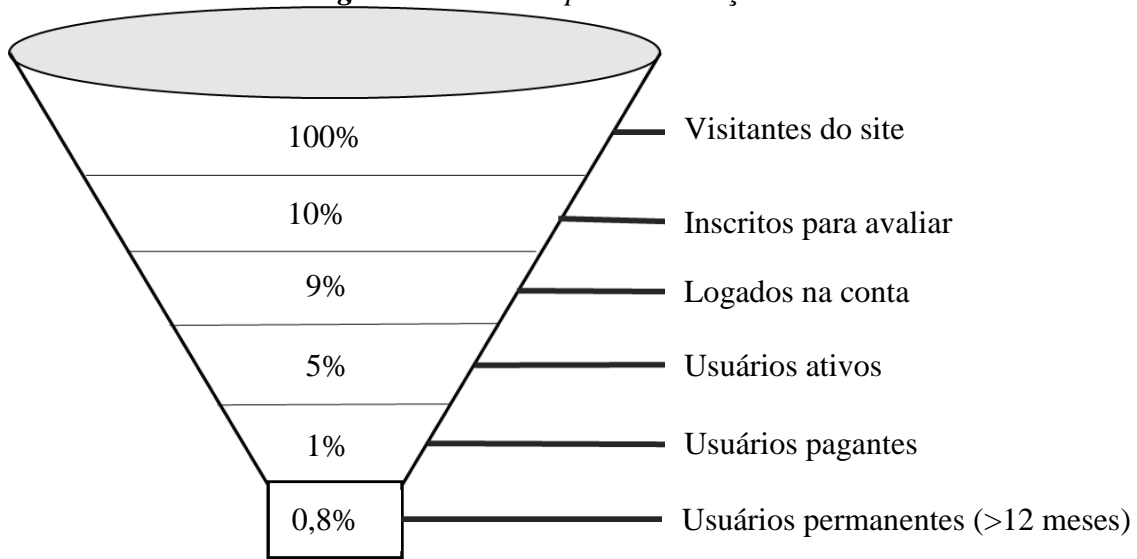 100% Visitantes do site
10% Inscritos para avaliar
9% Logados na conta
5% Usuários ativos
1% Usuários pagantes
0,8% Usuários permanentes (>12 meses)